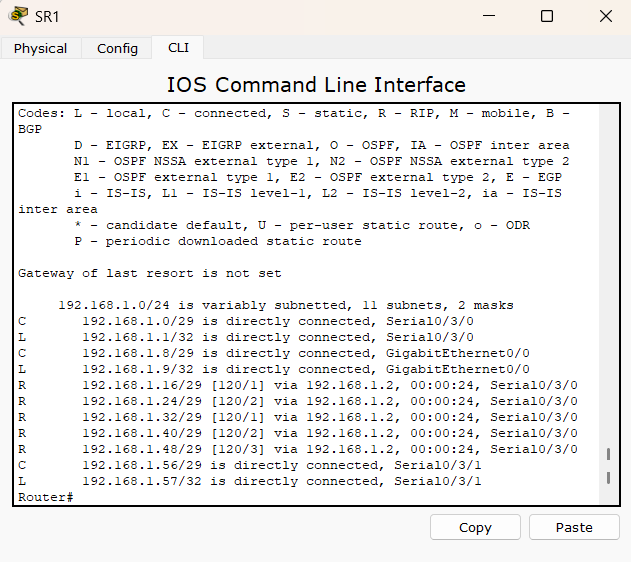 SR1
Physical Config CLI
IOS Command Line Interface
Codes: L - local, C - connected, S - static, R - RIP, M - mobile, B -
BGP
D - EIGRP, EX - EIGRP external, O - OSPF, IA - OSPF inter area
N1 - OSPF NSSA external type 1, N2 - OSPF NSSA external type 2
E1 - OSPF external type 1, E2 - OSPF external type 2, E - EGP
i - IS-IS, L1 - IS-IS level-1, L2 - IS-IS level-2, ia - IS-IS
inter area
* - candidate default, U - per-user static route, o - ODR
P - periodic downloaded static route
Gateway of last resort is not set
192.168.1.0/24 is variably subnetted, 11 subnets, 2 masks
C 192.168.1.0/29 is directly connected, Serial0/3/0
L 192.168.1.1/32 is directly connected, Serial0/3/0
C 192.168.1.8/29 is directly connected, GigabitEthernet0/0
L 192.168.1.9/32 is directly connected, GigabitEthernet0/0
R 192.168.1.16/29 [120/1] via 192.168.1.2, 00:00:24, Serial0/3/0
R 192.168.1.24/29 [120/2] via 192.168.1.2, 00:00:24, Serial0/3/0
R 192.168.1.32/29 [120/1] via 192.168.1.2, 00:00:24, Serial0/3/0
R 192.168.1.40/29 [120/2] via 192.168.1.2, 00:00:24, Serial0/3/0
R 192.168.1.48/29 [120/3] via 192.168.1.2, 00:00:24, Serial0/3/0
C 192.168.1.56/29 is directly connected, Serial0/3/1
L 192.168.1.57/32 is directly connected, Serial0/3/1
Router#
Copy Paste